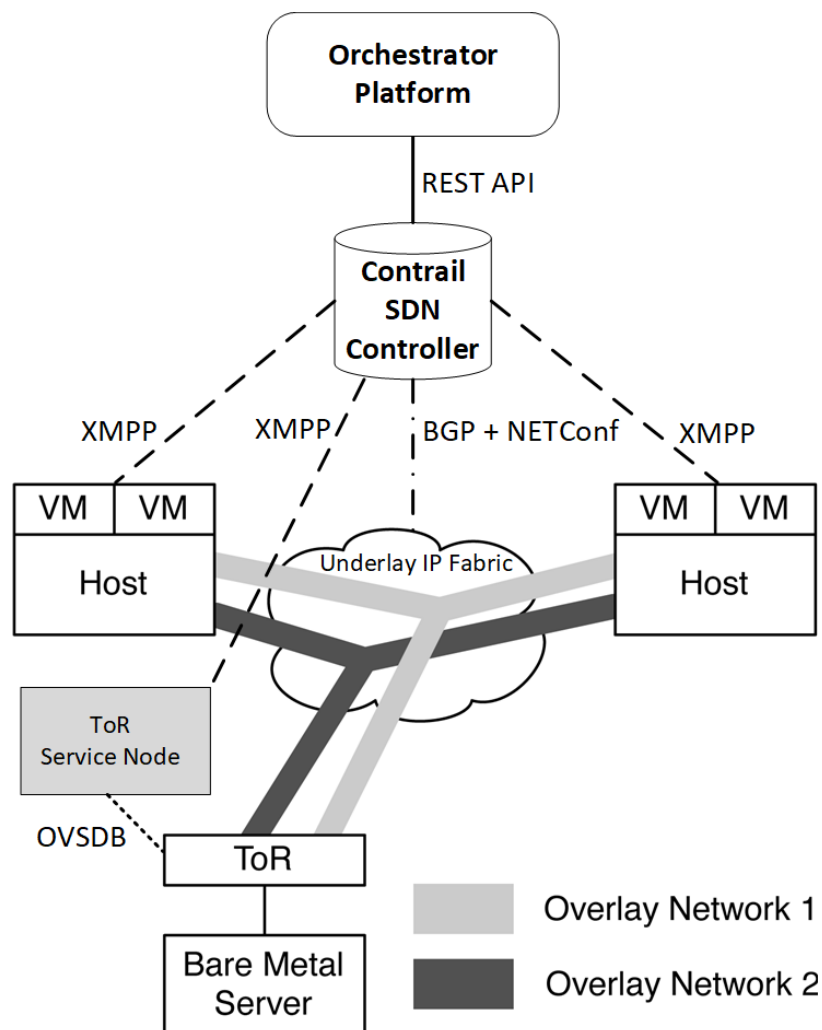 Orchestrator
Platform
REST API
Contrail
SDN
Controller
XMPP
XMPP
BGP + NETConf
XMPP
VM
VM
Host
Underlay IP Fabric
VM
VM
Host
ToR
Service Node
OVSDB
ToR
Bare Metal
Server
Overlay Network 1
Overlay Network 2